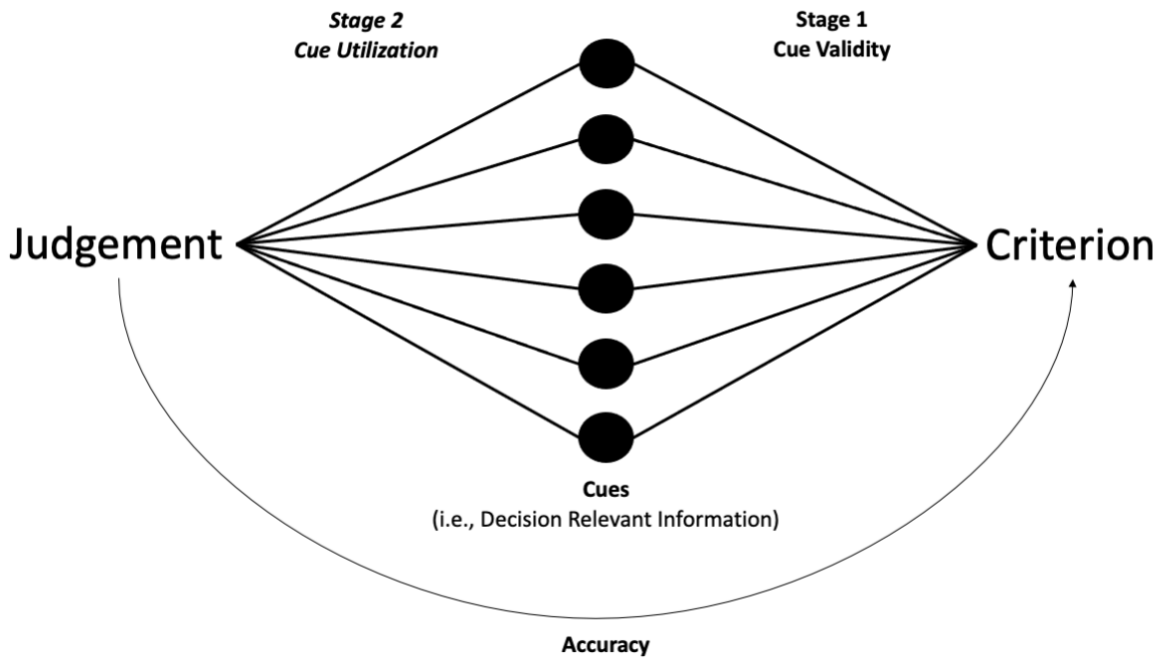 Stage 2
Cue Utilization
Stage 1
Cue Validity
Judgement
Criterion
Cues
(i.e., Decision Relevant Information)
Accuracy